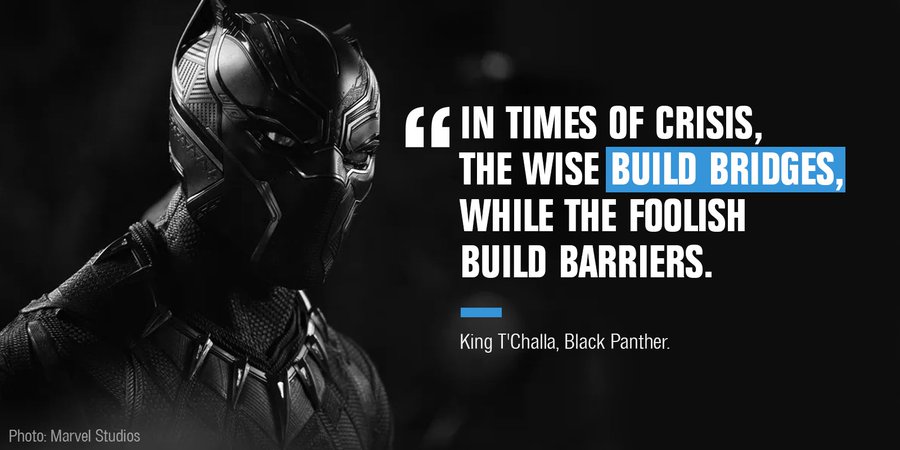 “ IN TIMES OF CRISIS,
THE WISE BUILD BRIDGES,
WHILE THE FOOLISH
BUILD BARRIERS.
King T'Challa, Black Panther.
Photo: Marvel Studios